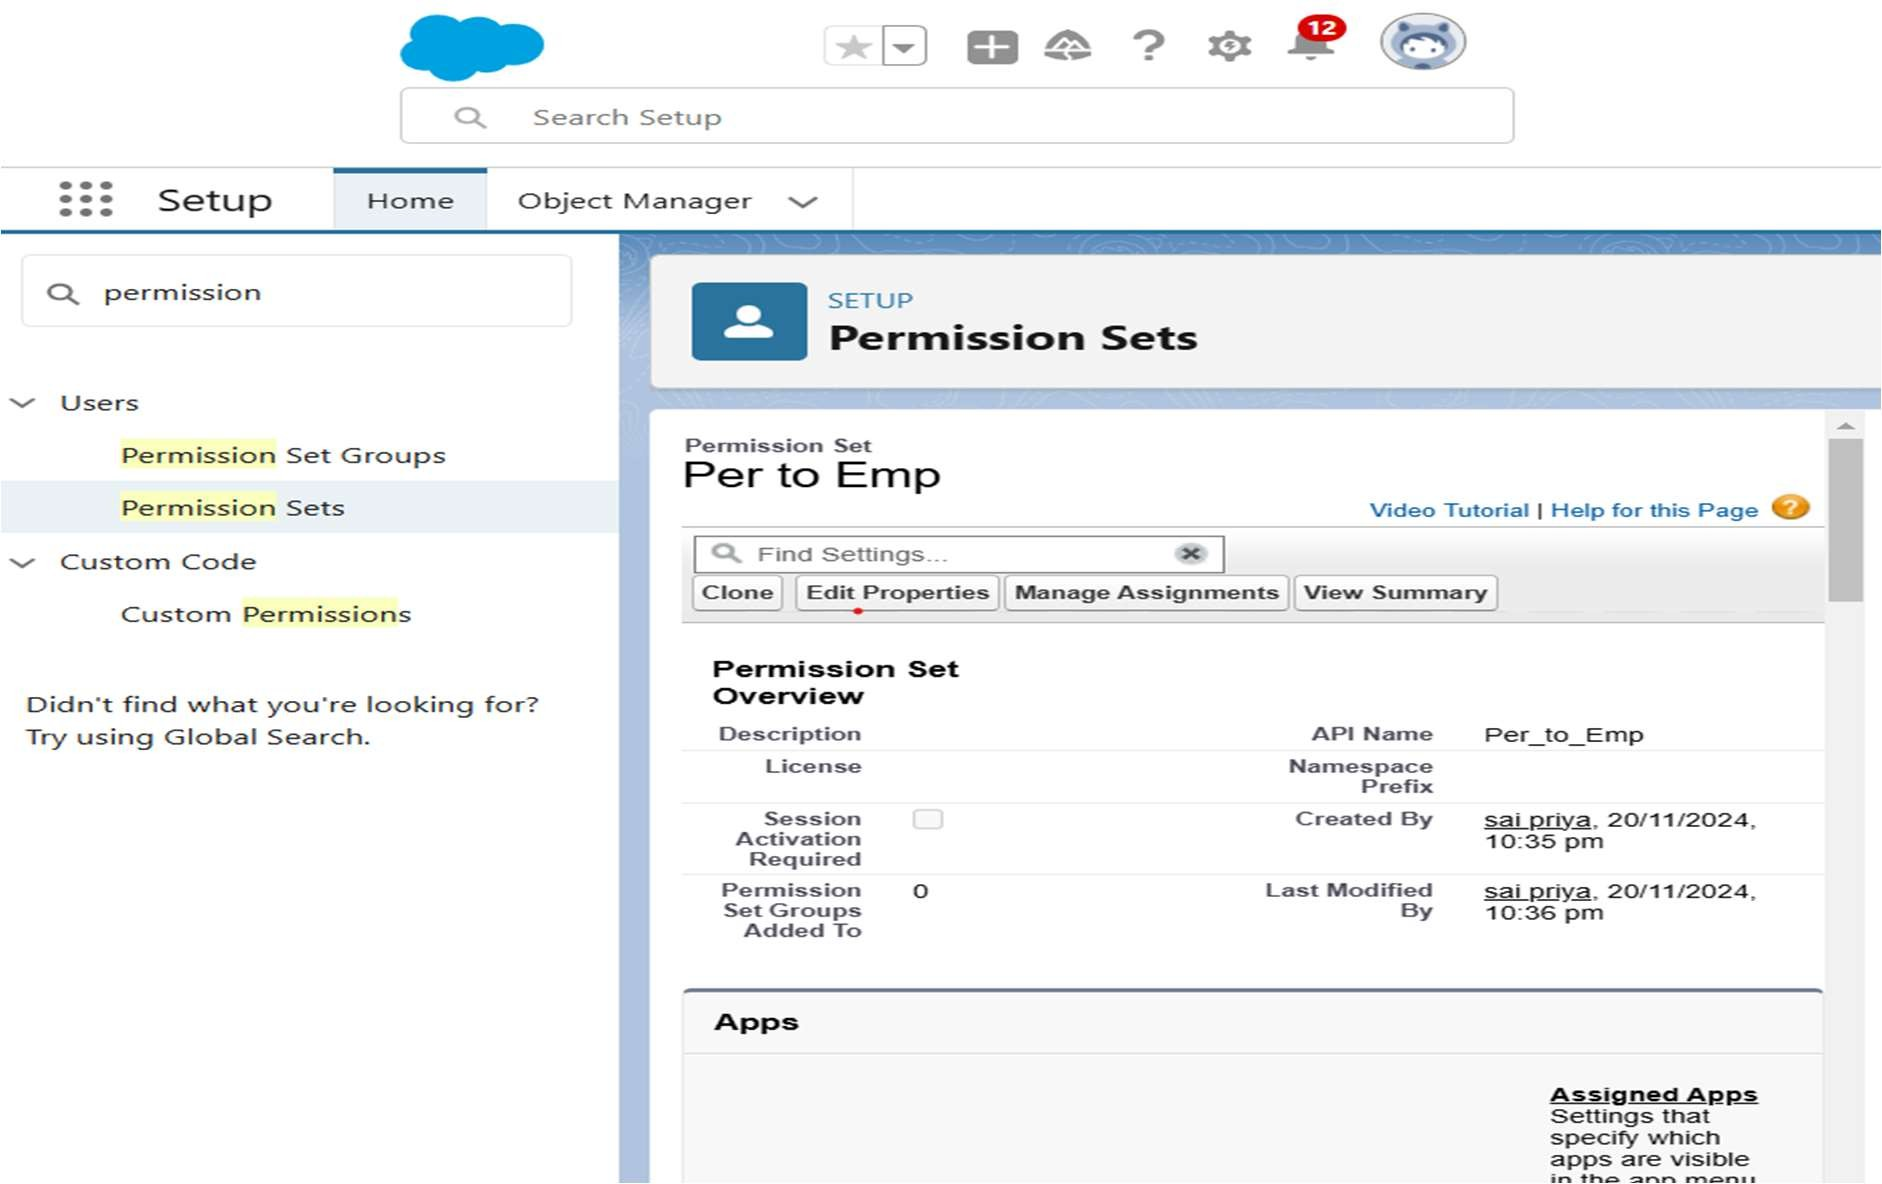 12
Search Setup
Setup
Home
Object Manager
permission
Users
Permission Set Groups
Permission Sets
Custom Code
Custom Permissions
Didn't find what you're looking for?
Try using Global Search.
SETUP
Permission Sets
Permission Set
Per to Emp
Video Tutorial | Help for this Page ?
Find Settings...
Clone
Edit Properties
Manage Assignments
View Summary
Permission Set
Overview
Description
API Name Per_to_Emp
License
Namespace
Prefix
Session
Activation
Required
Created By
sai priya, 20/11/2024,
10:35 pm
Permission
Set Groups
Added To
0
Last Modified
By
sai priya, 20/11/2024,
10:36 pm
Apps
Assigned Apps
Settings that
specify which
apps are visible
in the app menu